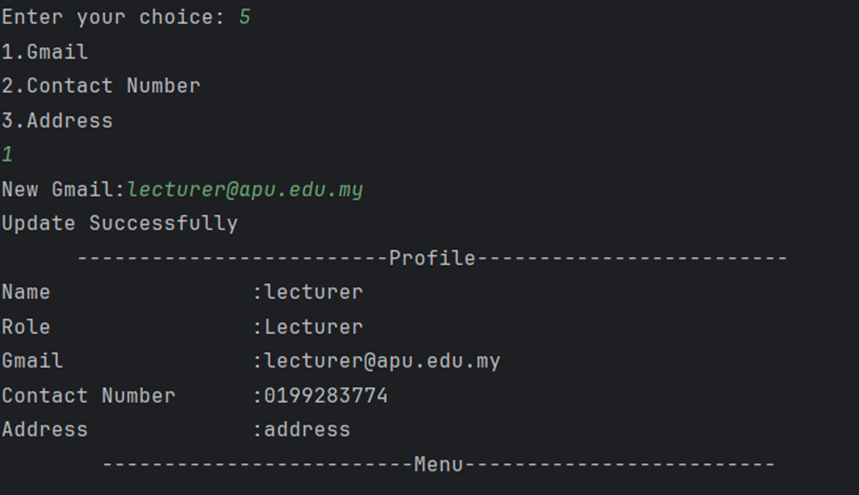 Enter your choice: 5
1.Gmail
2.Contact Number
3.Address
1
New Gmail:lecturer@apu.edu.my
Update Successfully
-------------------------Profile-------------------------
Name                :lecturer
Role                :Lecturer
Gmail               :lecturer@apu.edu.my
Contact Number      :0199283774
Address             :address
-------------------------Menu-------------------------